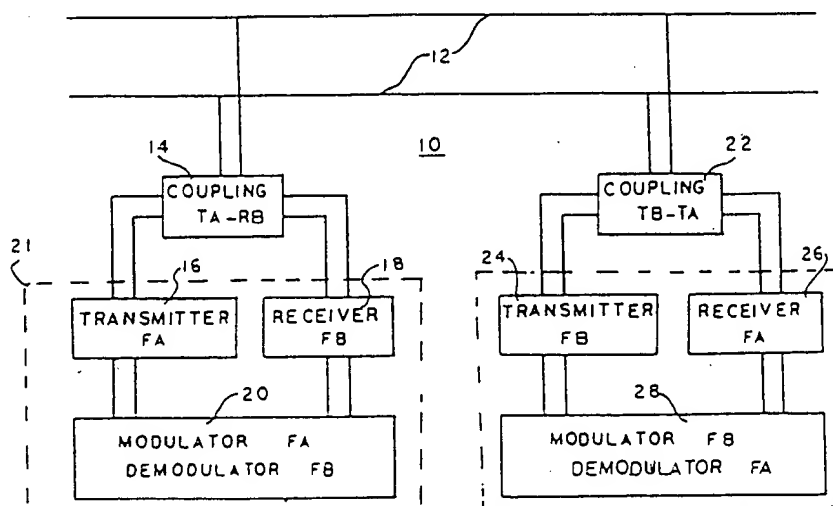 12
10
14
COUPLING
TA-RB
22
COUPLING
TB-TA
21
16
TRANSMITTER
FA
18
RECEIVER
FB
24
TRANSMITTER
FB
26
RECEIVER
FA
20
MODULATOR FA
DEMODULATOR FB
28
MODULATOR FB
DEMODULATOR FA